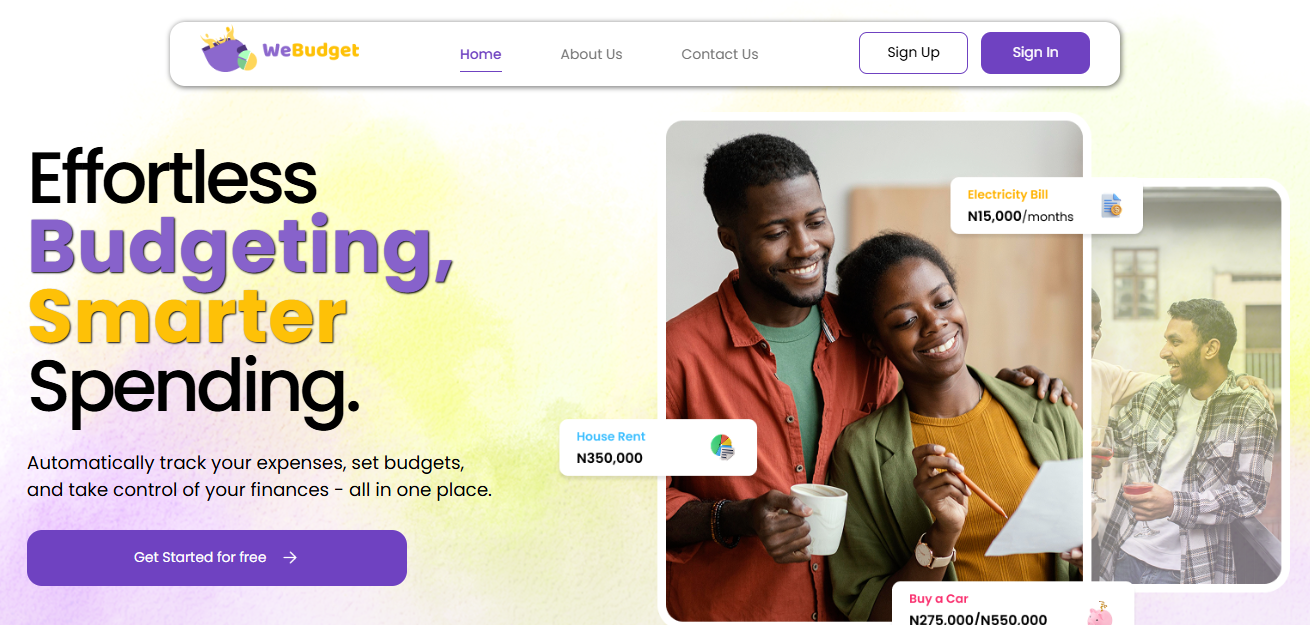 WeBudget
Home
About Us
Contact Us
Sign Up
Sign In
Effortless
Budgeting,
Smarter
Spending.
Automatically track your expenses, set budgets,
and take control of your finances - all in one place.
Get Started for free →
Electricity Bill
N15,000/months
House Rent
N350,000
Buy a Car
N275,000/N550,000